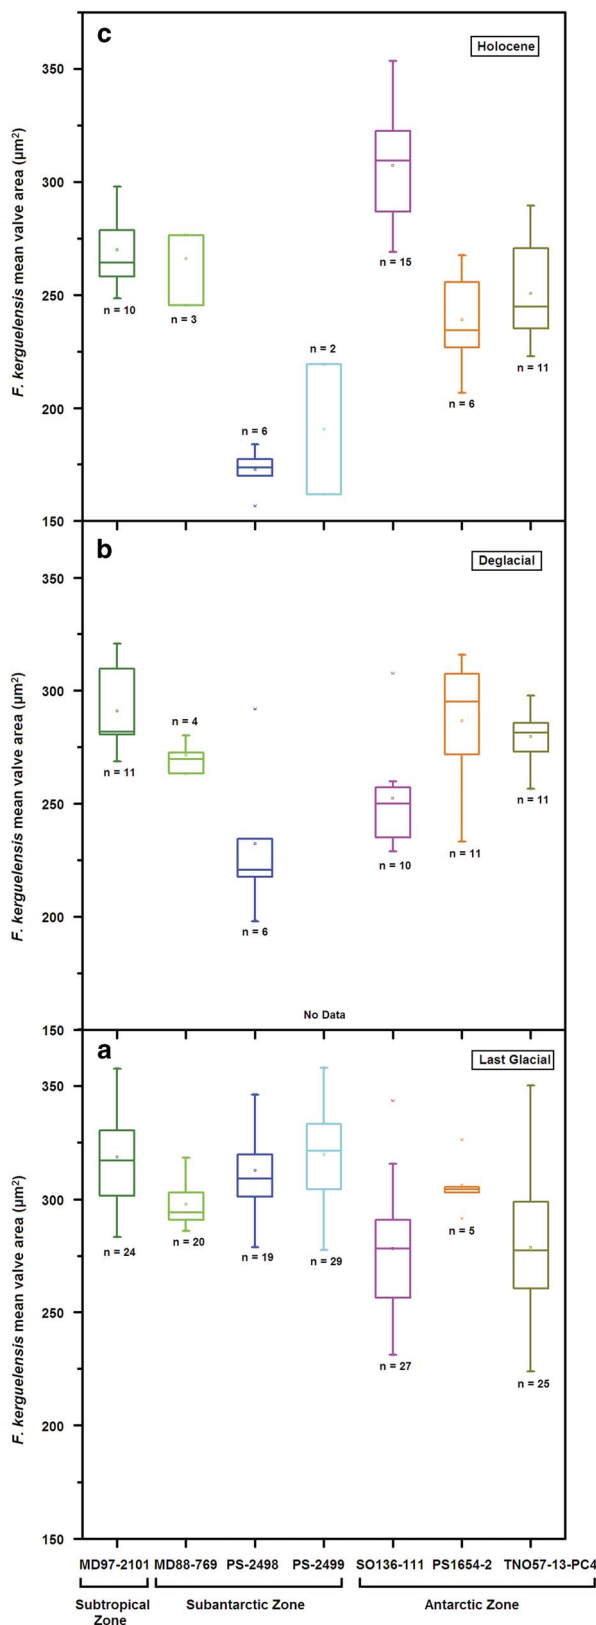 c
Holocene
350
300
250
200
150
F. kerguelensis mean valve area (µm²)
n = 10
n = 3
n = 6
n = 2
n = 15
n = 6
n = 11
b
Deglacial
350
300
250
200
150
F. kerguelensis mean valve area (µm²)
n = 11
n = 4
n = 6
No Data
n = 10
n = 11
n = 11
a
Last Glacial
350
300
250
200
150
F. kerguelensis mean valve area (µm²)
n = 24
n = 20
n = 19
n = 29
n = 27
n = 5
n = 25
MD97-2101 MD88-769 PS-2498 PS-2499 SO136-111 PS1654-2 TNO57-13-PC4
Subtropical Zone
Subantarctic Zone
Antarctic Zone